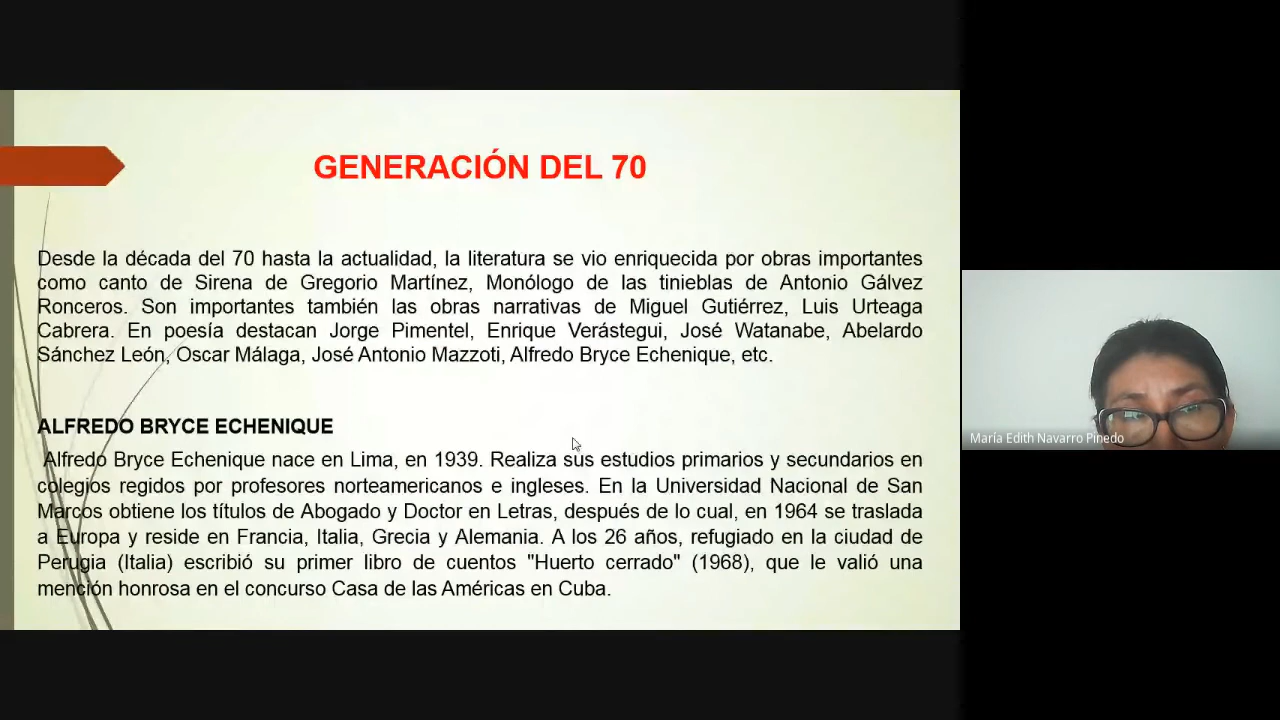 GENERACIÓN DEL 70
Desde la década del 70 hasta la actualidad, la literatura se vio enriquecida por obras importantes
como canto de Sirena de Gregorio Martínez, Monólogo de las tinieblas de Antonio Gálvez
Ronceros. Son importantes también las obras narrativas de Miguel Gutiérrez, Luis Urteaga
Cabrera. En poesía destacan Jorge Pimentel, Enrique Verástegui, José Watanabe, Abelardo
Sánchez León, Oscar Málaga, José Antonio Mazzoti, Alfredo Bryce Echenique, etc.
ALFREDO BRYCE ECHENIQUE
Alfredo Bryce Echenique nace en Lima, en 1939. Realiza sus estudios primarios y secundarios en
colegios regidos por profesores norteamericanos e ingleses. En la Universidad Nacional de San
Marcos obtiene los títulos de Abogado y Doctor en Letras, después de lo cual, en 1964 se traslada
a Europa y reside en Francia, Italia, Grecia y Alemania. A los 26 años, refugiado en la ciudad de
Perugia (Italia) escribió su primer libro de cuentos "Huerto cerrado" (1968), que le valió una
mención honrosa en el concurso Casa de las Américas en Cuba.
María Edith Navarro Pinedo